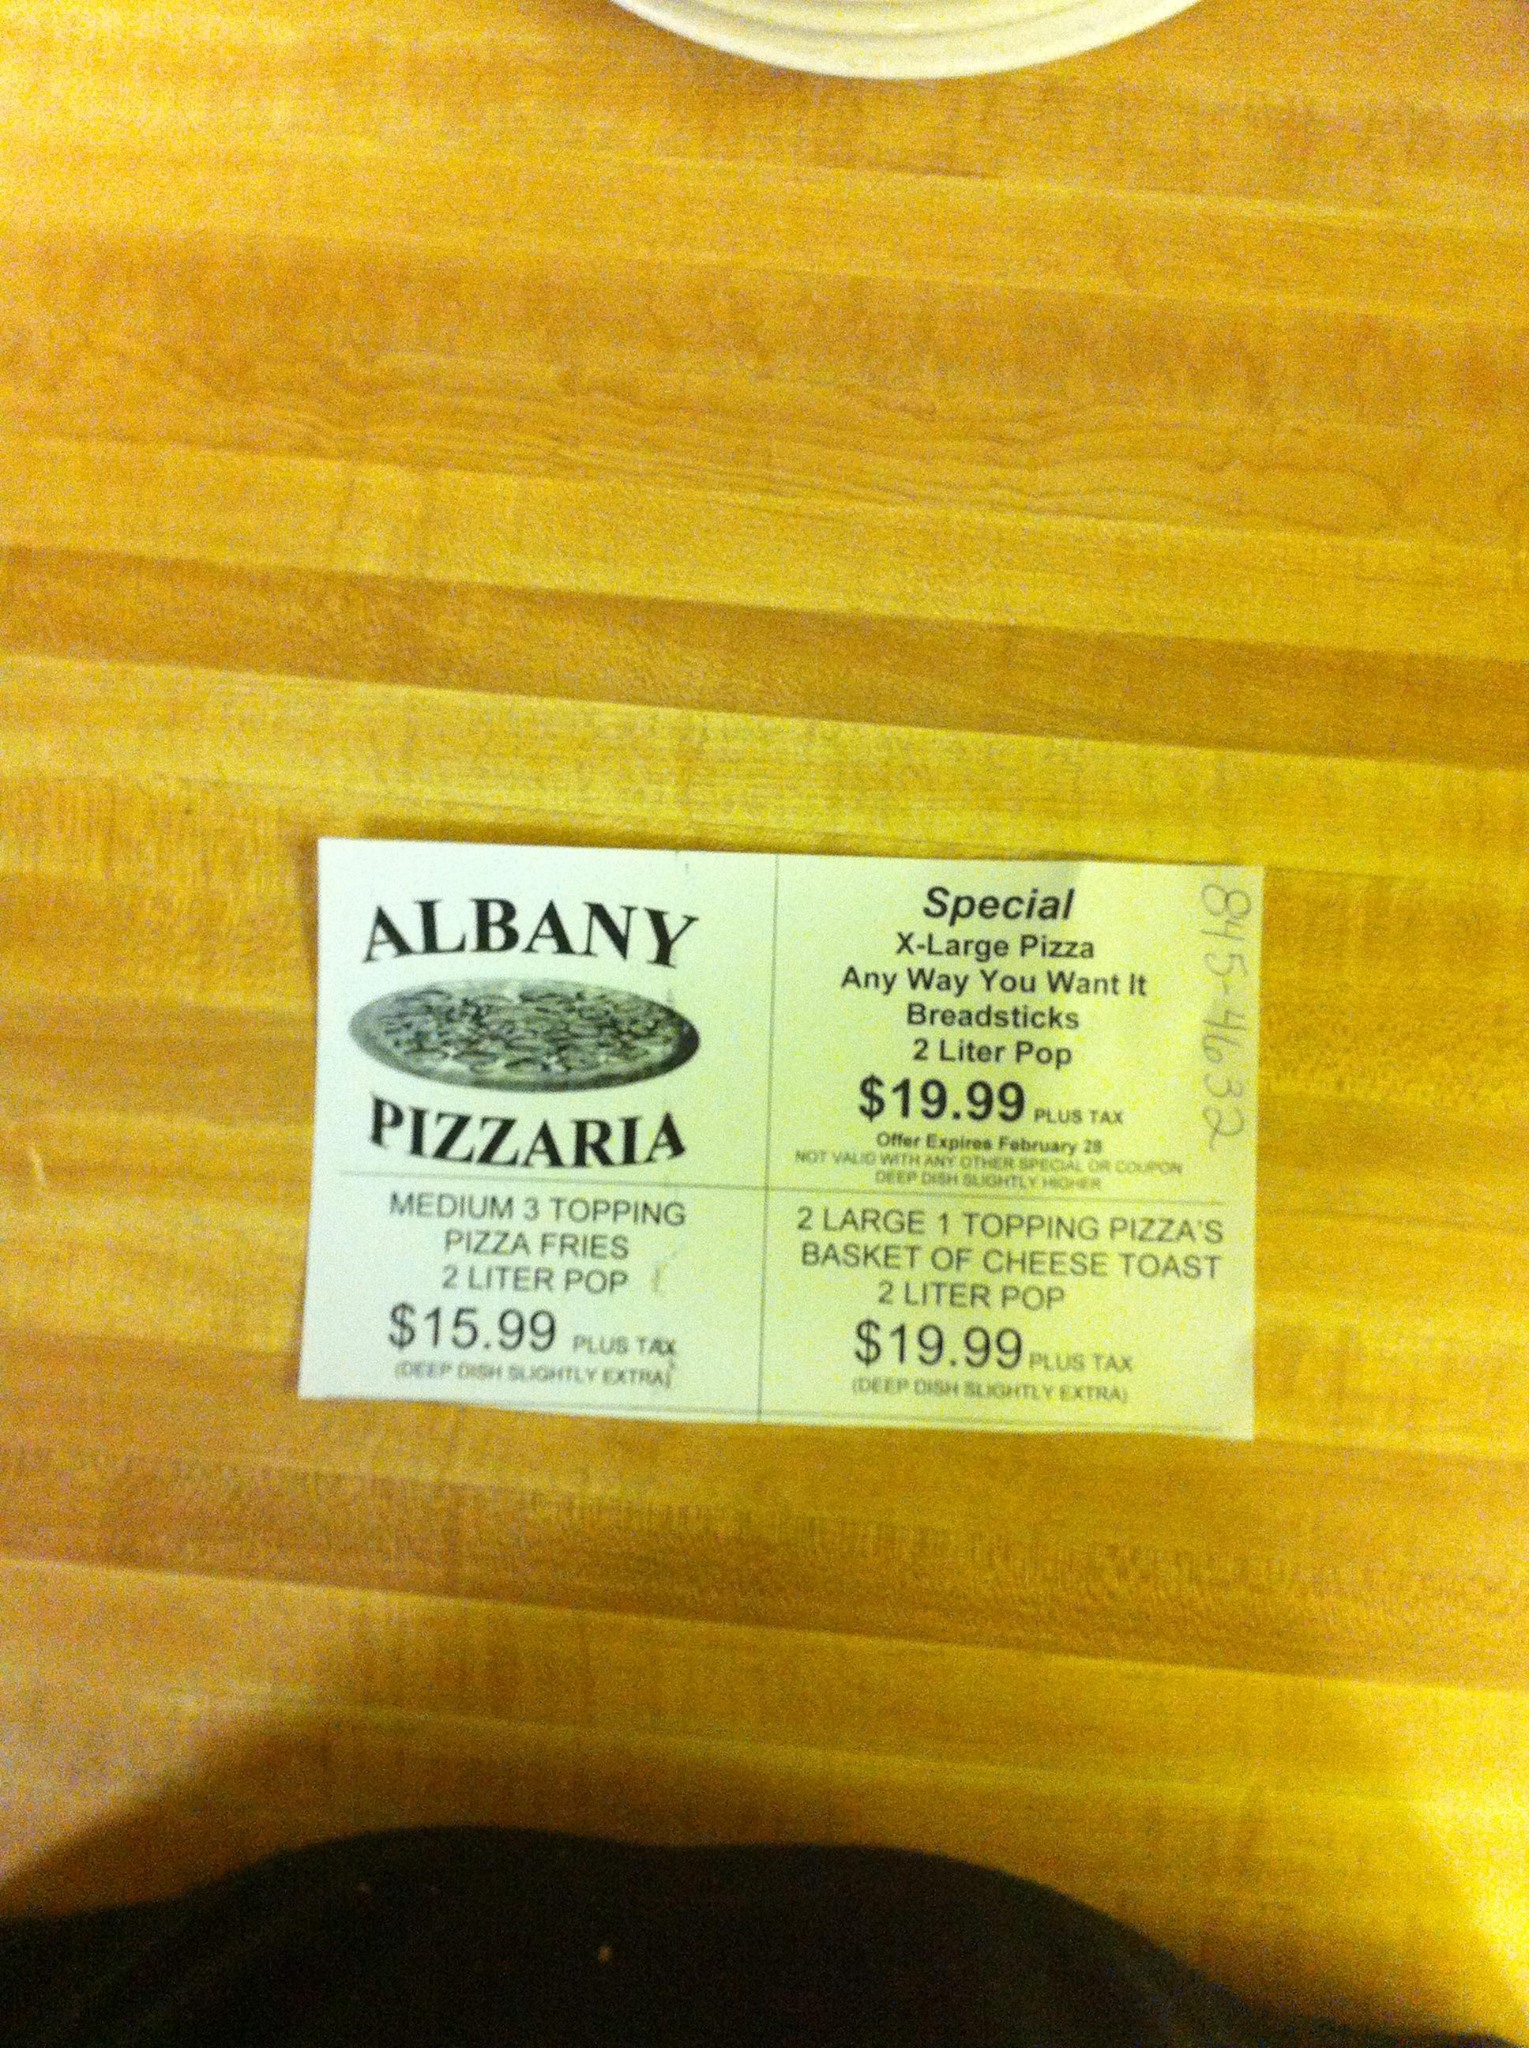 ALBANY
PIZZARIA
Special
X-Large Pizza
Any Way You Want It
Breadsticks
2 Liter Pop
$19.99 PLUS TAX
Offer Expires February 28
NOT VALID WITH ANY OTHER SPECIAL OR COUPON
DEEP DISH SLIGHTLY HIGHER
845-4632
MEDIUM 3 TOPPING
PIZZA FRIES
2 LITER POP
$15.99 PLUS TAX
(DEEP DISH SLIGHTLY EXTRA)
2 LARGE 1 TOPPING PIZZA'S
BASKET OF CHEESE TOAST
2 LITER POP
$19.99 PLUS TAX
(DEEP DISH SLIGHTLY EXTRA)